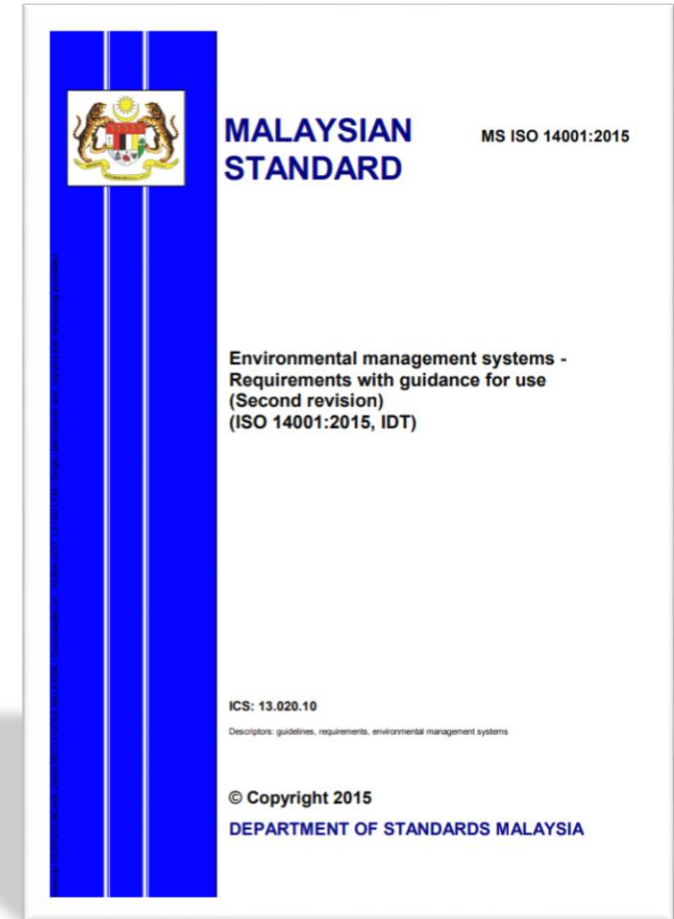 MALAYSIAN
STANDARD
MS ISO 14001:2015
Environmental management systems -
Requirements with guidance for use
(Second revision)
(ISO 14001:2015, IDT)
ICS: 13.020.10
Descriptors: guidelines, requirements, environmental management systems
© Copyright 2015
DEPARTMENT OF STANDARDS MALAYSIA